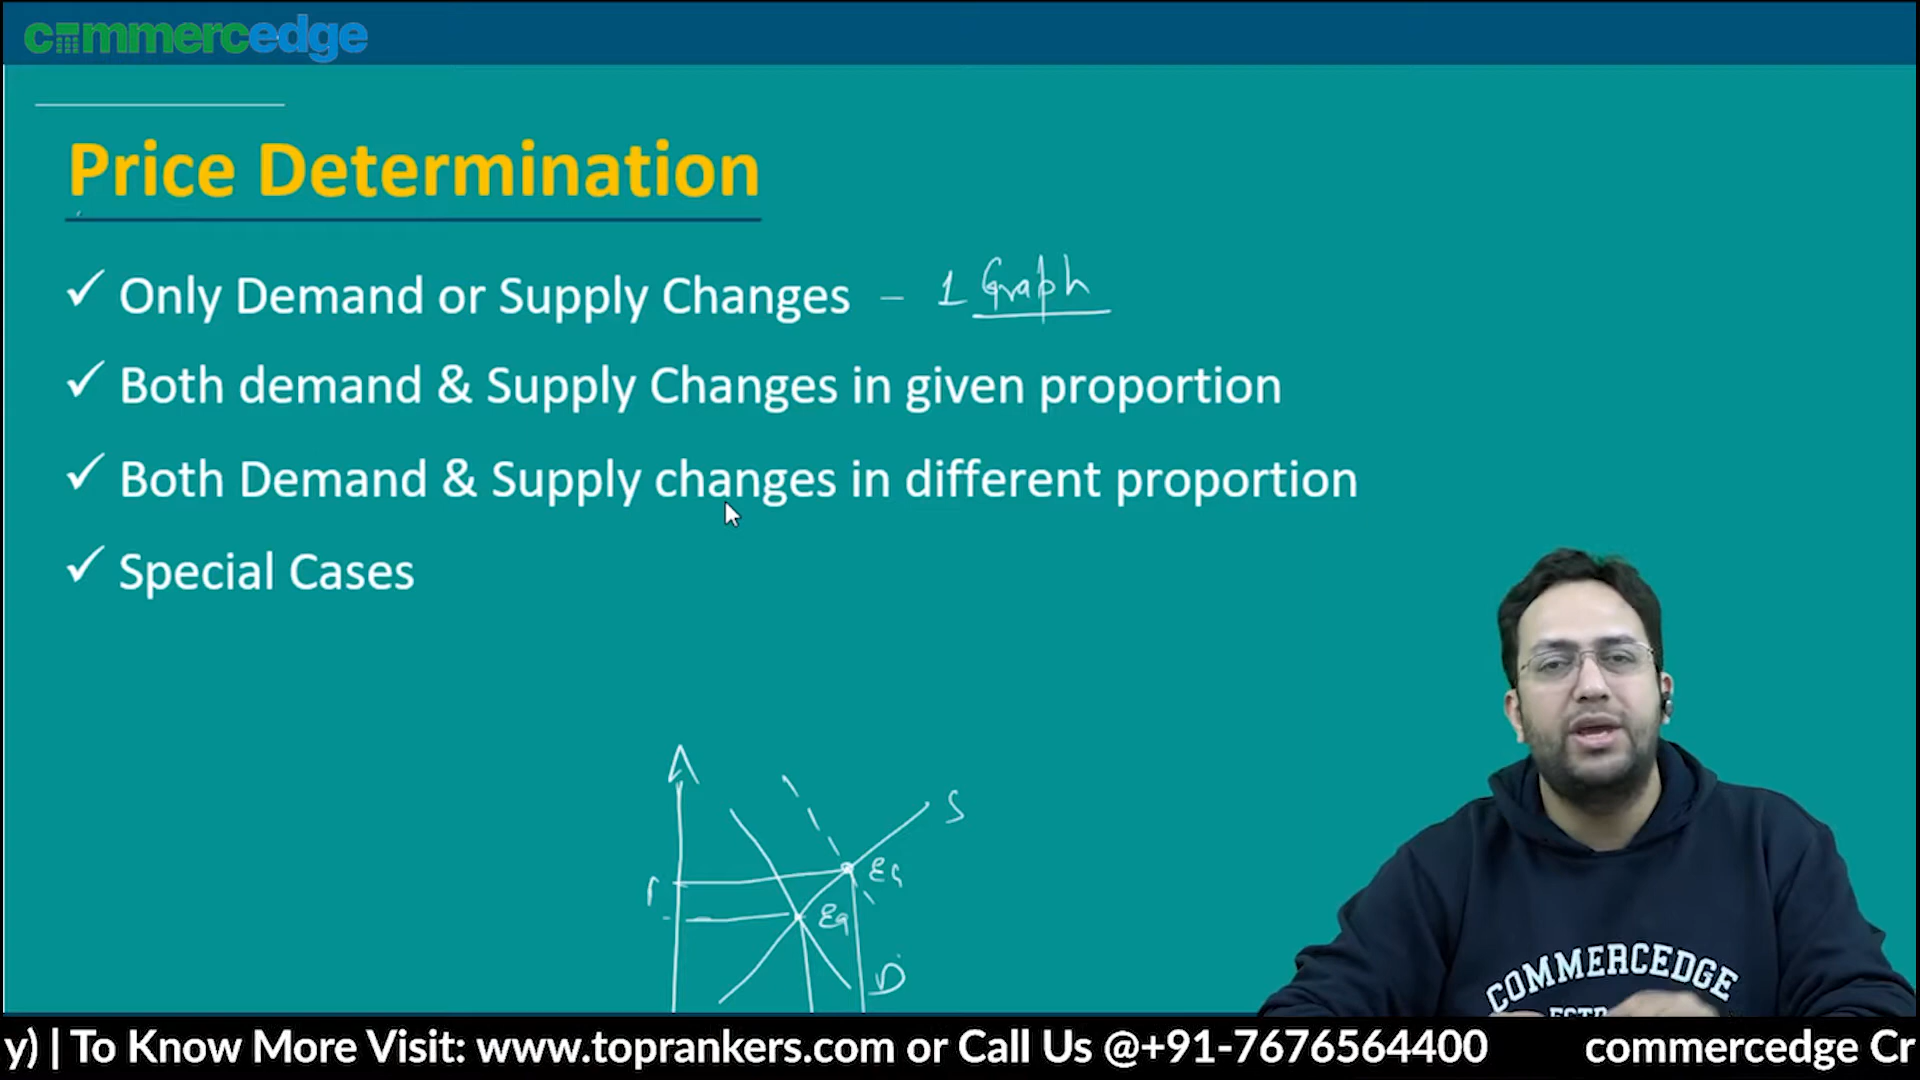 commercedge
Price Determination
✓ Only Demand or Supply Changes – 1 Graph
✓ Both demand & Supply Changes in given proportion
✓ Both Demand & Supply changes in different proportion
✓ Special Cases
S
Eq
Eq
D
COMMERCEDGE
ESTD
y) | To Know More Visit: www.toprankers.com or Call Us @+91-7676564400 commercedge Cr